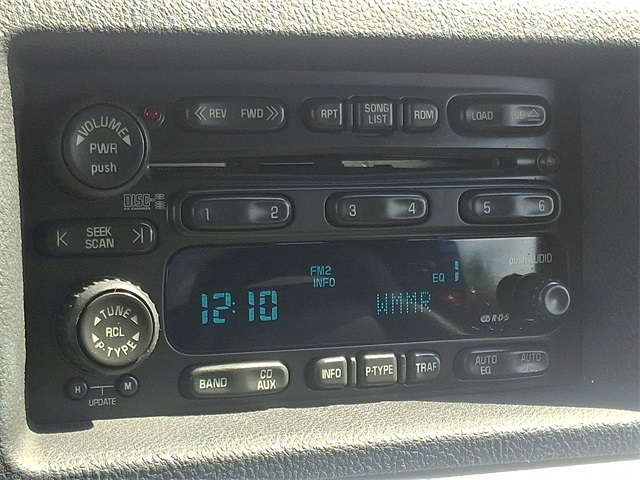 REV FWD
RPT
SONG
LIST
RDM
LOAD
VOLUME
PWR
push
DISC
1 2
3 4
5 6
SEEK
SCAN
FM2
INFO
EQ 1
push AUDIO
12:10
WMMR
R·D·S
TUNE
RCL
P-TYPE
BAND
CD
AUX
INFO
P-TYPE
TRAF
AUTO
EQ
AUTO
H M
UPDATE